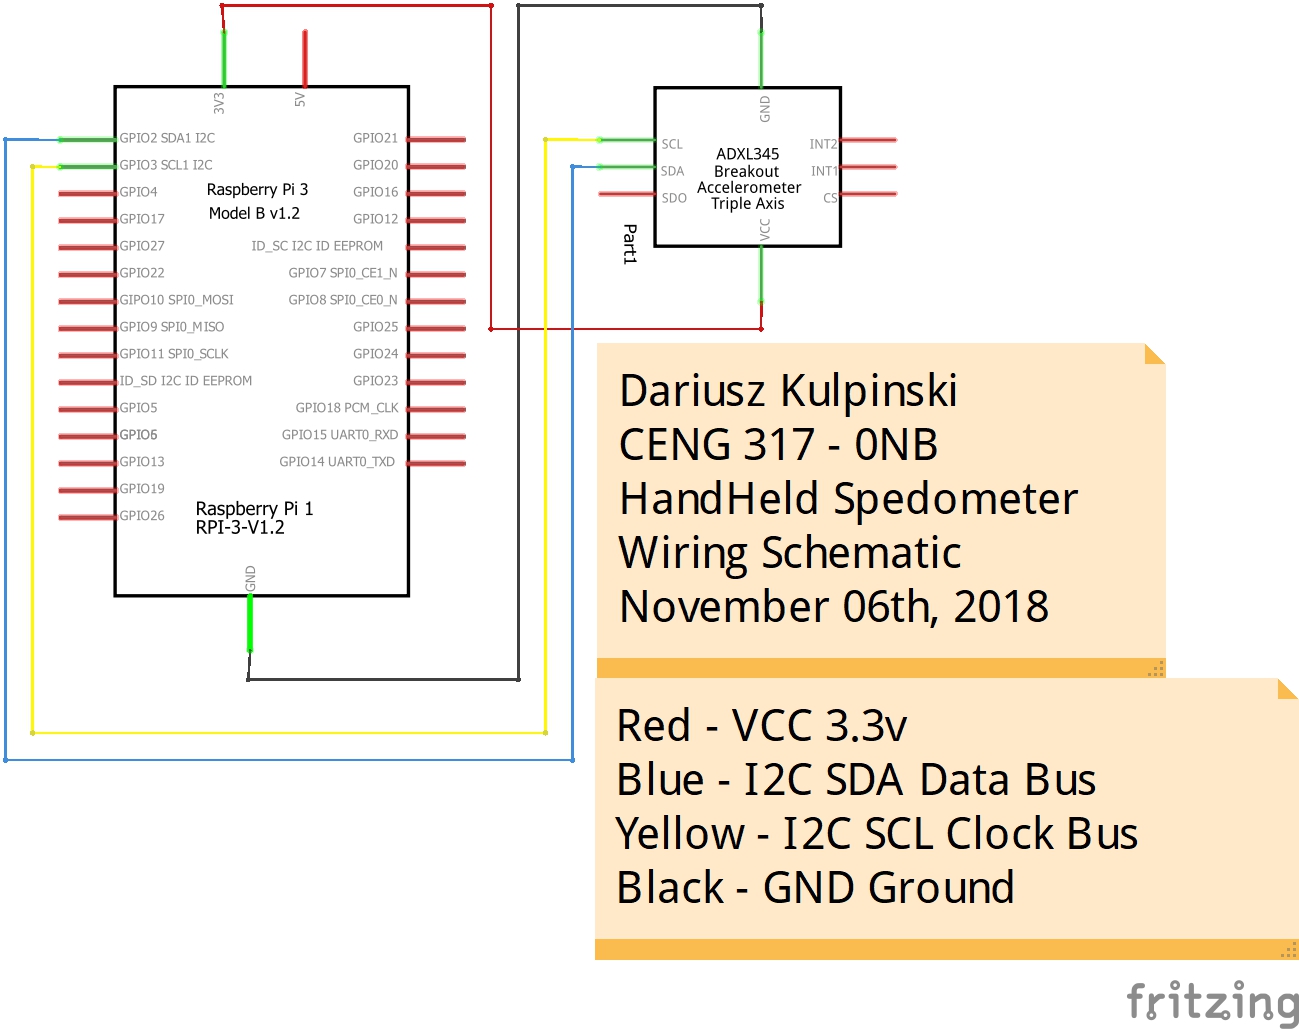 3V3
5V
GPIO2 SDA1 I2C
GPIO3 SCL1 I2C
GPIO4
GPIO17
GPIO27
GPIO22
GIPO10 SPI0_MOSI
GPIO9 SPI0_MISO
GPIO11 SPI0_SCLK
ID_SD I2C ID EEPROM
GPIO5
GPIO6
GPIO13
GPIO19
GPIO26
Raspberry Pi 3
Model B v1.2
GPIO21
GPIO20
GPIO16
GPIO12
ID_SC I2C ID EEPROM
GPIO7 SPI0_CE1_N
GPIO8 SPI0_CE0_N
GPIO25
GPIO24
GPIO23
GPIO18 PCM_CLK
GPIO15 UART0_RXD
GPIO14 UART0_TXD
Raspberry Pi 1
RPI-3-V1.2
GND
GND
SCL
SDA
SDO
ADXL345
Breakout
Accelerometer
Triple Axis
INT2
INT1
CS
VCC
Part1
Dariusz Kulpinski
CENG 317 - 0NB
HandHeld Spedometer
Wiring Schematic
November 06th, 2018
Red - VCC 3.3v
Blue - I2C SDA Data Bus
Yellow - I2C SCL Clock Bus
Black - GND Ground
fritzing